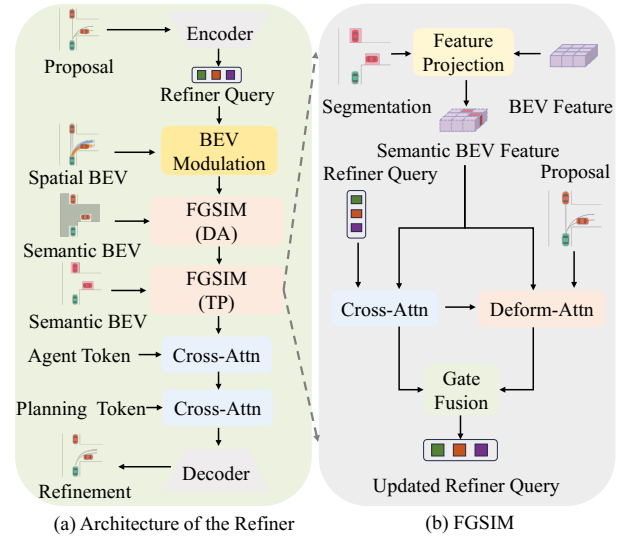 Proposal
Encoder
Refiner Query
Spatial BEV
BEV
Modulation
Semantic BEV
FGSIM
(DA)
Semantic BEV
FGSIM
(TP)
Agent Token
Cross-Attn
Planning Token
Cross-Attn
Refinement
Decoder
(a) Architecture of the Refiner
Feature
Projection
Segmentation
BEV Feature
Semantic BEV Feature
Refiner Query
Proposal
Cross-Attn
Deform-Attn
Gate
Fusion
Updated Refiner Query
(b) FGSIM